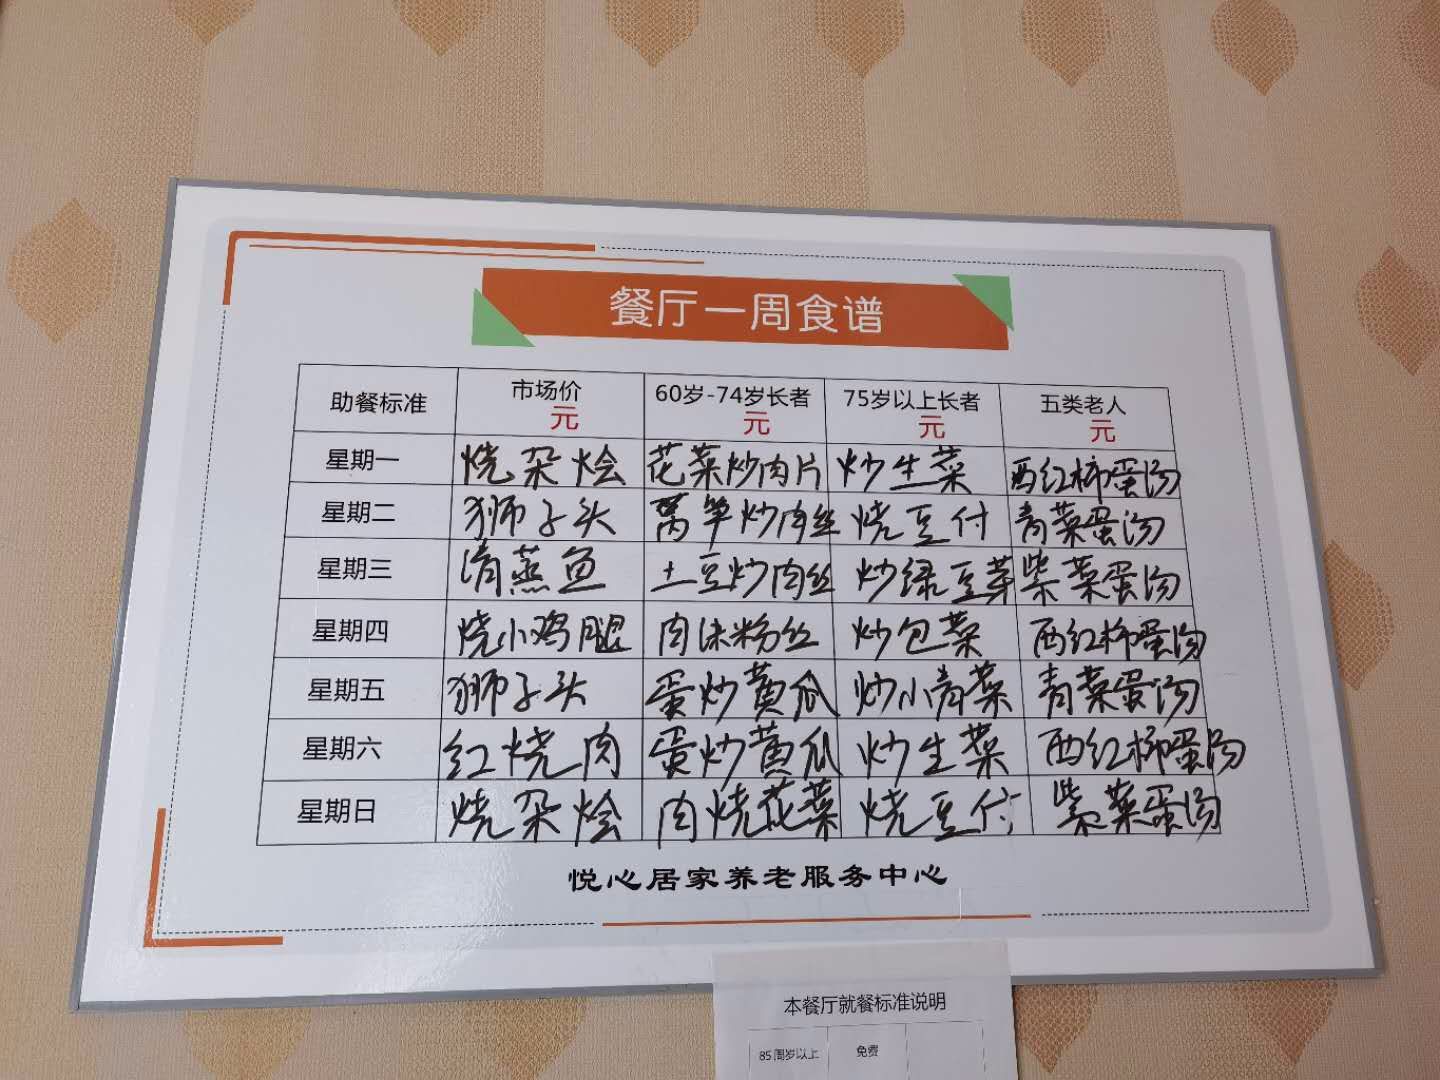 餐厅一周食谱
助餐标准 市场价 元 60岁-74岁长者 元 75岁以上长者 元 五类老人 元
星期一 烧杂烩 花菜炒肉片 炒生菜 西红柿蛋汤
星期二 狮子头 莴笋炒肉丝 烧豆付 青菜蛋汤
星期三 清蒸鱼 土豆炒肉丝 炒绿豆芽 紫菜蛋汤
星期四 烧小鸡腿 肉沫粉丝 炒包菜 西红柿蛋汤
星期五 狮子头 蛋炒黄瓜 炒小青菜 青菜蛋汤
星期六 红烧肉 蛋炒黄瓜 炒生菜 西红柿蛋汤
星期日 烧杂烩 肉烧花菜 烧豆付 紫菜蛋汤
悦心居家养老服务中心
本餐厅就餐标准说明
85周岁以上 免费